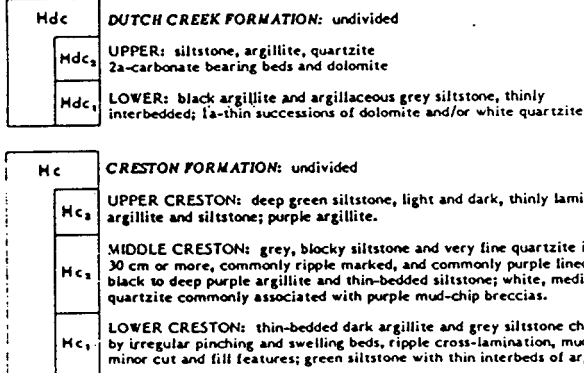 Hdc
DUTCH CREEK FORMATION: undivided
Hdc₂
UPPER: siltstone, argillite, quartzite
2a-carbonate bearing beds and dolomite
Hdc₁
LOWER: black argillite and argillaceous grey siltstone, thinly
interbedded; 1a-thin successions of dolomite and/or white quartzite
Hc
CRESTON FORMATION: undivided
Hc₃
UPPER CRESTON: deep green siltstone, light and dark, thinly lami
argillite and siltstone; purple argillite.
Hc₂
MIDDLE CRESTON: grey, blocky siltstone and very fine quartzite i
30 cm or more, commonly ripple marked, and commonly purple lined
black to deep purple argillite and thin-bedded siltstone; white, medi
quartzite commonly associated with purple mud-chip breccias.
Hc₁
LOWER CRESTON: thin-bedded dark argillite and grey siltstone ch
by irregular pinching and swelling beds, ripple cross-lamination, mu
minor cut and fill features; green siltstone with thin interbeds of ar